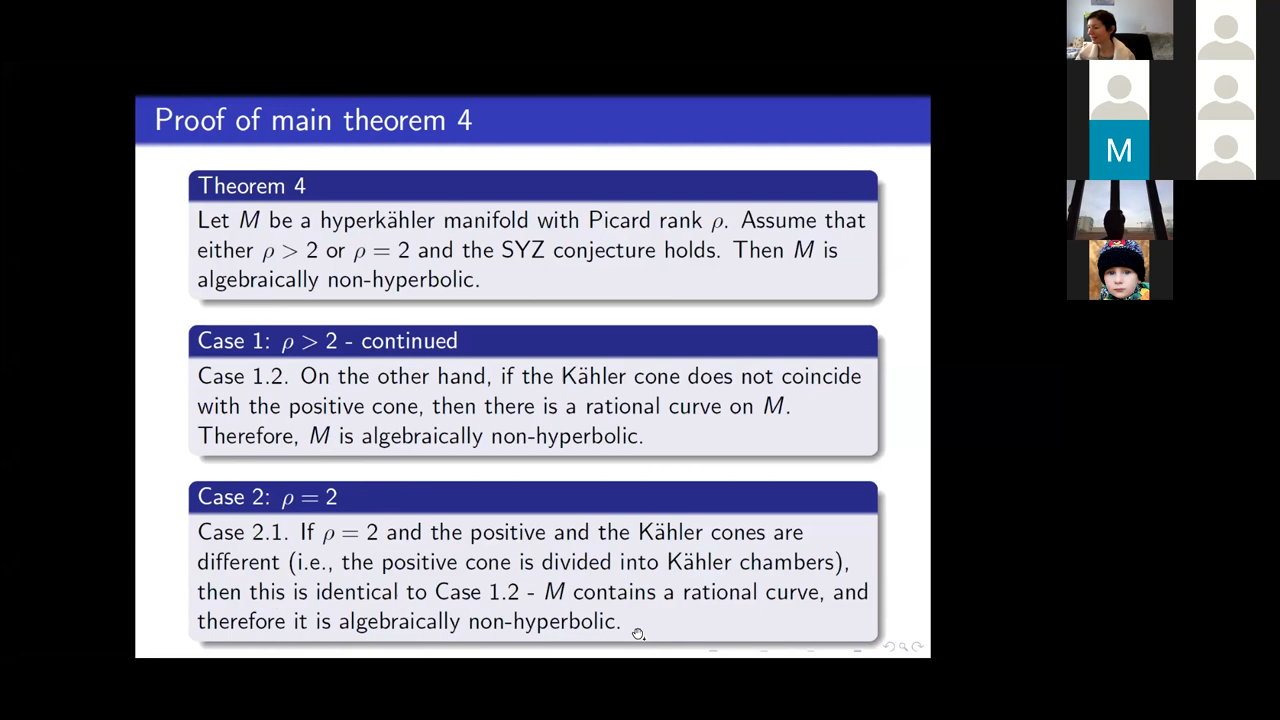 Proof of main theorem 4
Theorem 4
Let M be a hyperkähler manifold with Picard rank ρ. Assume that
either ρ > 2 or ρ = 2 and the SYZ conjecture holds. Then M is
algebraically non-hyperbolic.
Case 1: ρ > 2 - continued
Case 1.2. On the other hand, if the Kähler cone does not coincide
with the positive cone, then there is a rational curve on M.
Therefore, M is algebraically non-hyperbolic.
Case 2: ρ = 2
Case 2.1. If ρ = 2 and the positive and the Kähler cones are
different (i.e., the positive cone is divided into Kähler chambers),
then this is identical to Case 1.2 - M contains a rational curve, and
therefore it is algebraically non-hyperbolic.
M